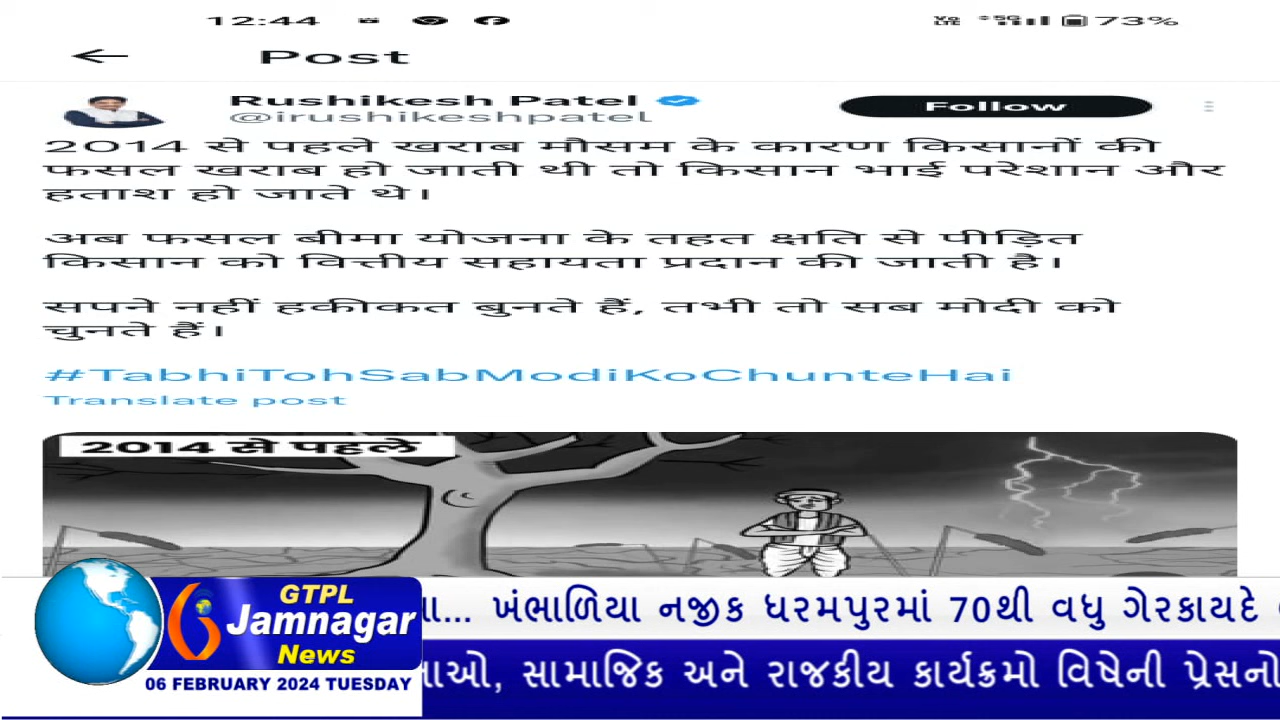 12:44
5G 73%
Post
Rushikesh Patel
@irushikeshpatel
Follow
2014 से पहले खराब मौसम के कारण किसानों की
फसल खराब हो जाती थी तो किसान भाई परेशान और
हताश हो जाते थे।
अब फसल बीमा योजना के तहत क्षति से पीड़ित
किसान को वित्तीय सहायता प्रदान की जाती है।
सपने नहीं हकीकत बुनते हैं, तभी तो सब मोदी को
चुनते हैं।
#TabhiTohSabModiKoChunteHai
Translate post
2014 से पहले
GTPL
Jamnagar
News
06 FEBRUARY 2024 TUESDAY
... ખંભાળિયા નજીક ધરમપુરમાં 70થી વધુ ગેરકાયદે
સામાજિક અને રાજકીય કાર્યક્રમો વિષેની પ્રેસનો